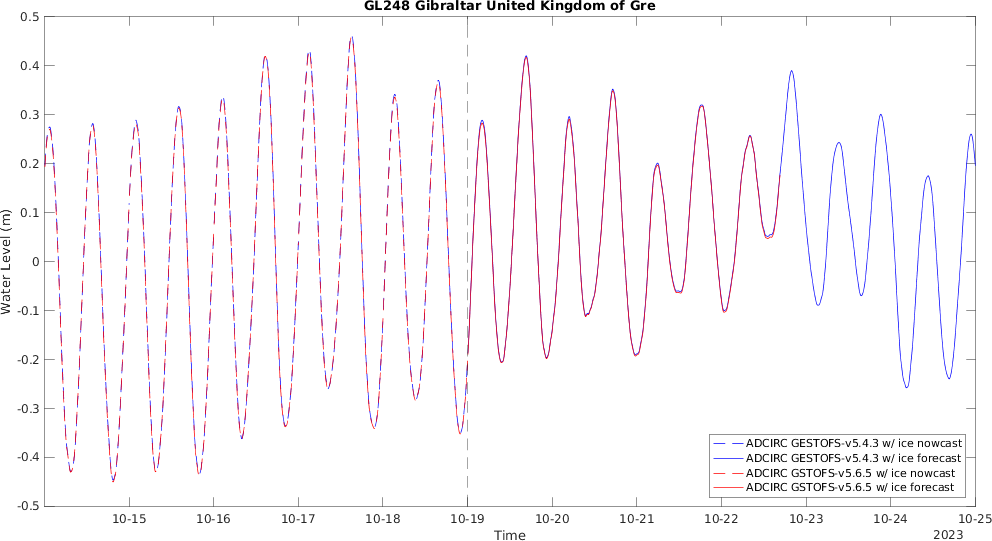 GL248 Gibraltar United Kingdom of Gre
0.5
0.4
0.3
0.2
0.1
0
-0.1
-0.2
-0.3
-0.4
-0.5
Water Level (m)
ADCIRC GESTOFS-v5.4.3 w/ ice nowcast
ADCIRC GESTOFS-v5.4.3 w/ ice forecast
ADCIRC GSTOFS-v5.6.5 w/ ice nowcast
ADCIRC GSTOFS-v5.6.5 w/ ice forecast
10-15 10-16 10-17 10-18 10-19 10-20 10-21 10-22 10-23 10-24 10-25
Time
2023